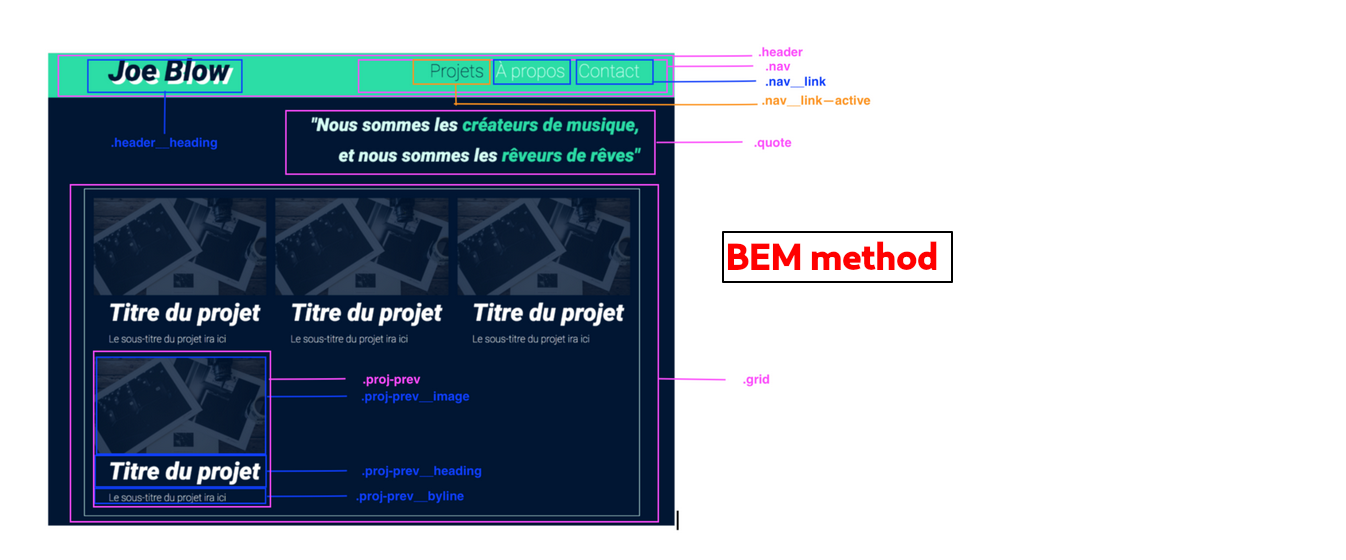 Joe Blow
Projets
À propos
Contact
.header
.nav
.nav__link
.nav__link—active
.header__heading
"Nous sommes les créateurs de musique,
et nous sommes les rêveurs de rêves"
.quote
BEM method
Titre du projet
Le sous-titre du projet ira ici
Titre du projet
Le sous-titre du projet ira ici
Titre du projet
Le sous-titre du projet ira ici
.proj-prev
.proj-prev__image
.grid
Titre du projet
.proj-prev__heading
Le sous-titre du projet ira ici
.proj-prev__byline